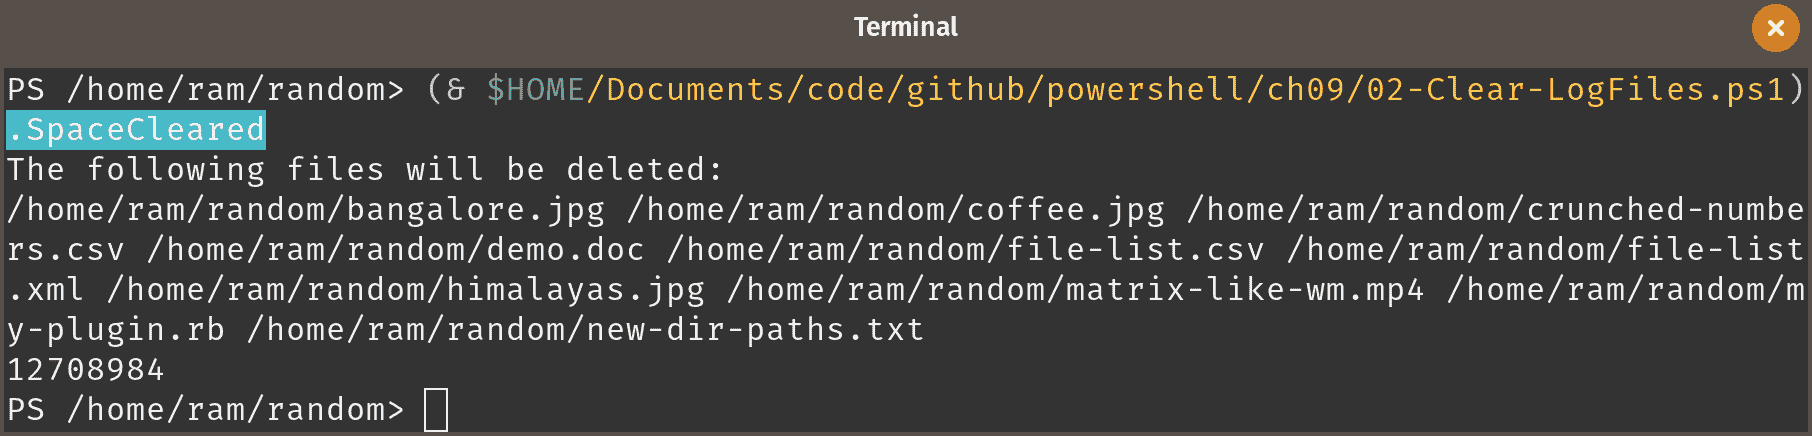 Terminal
PS /home/ram/random> (& $HOME/Documents/code/github/powershell/ch09/02-Clear-LogFiles.ps1)
.SpaceCleared
The following files will be deleted:
/home/ram/random/bangalore.jpg /home/ram/random/coffee.jpg /home/ram/random/crunched-numbe
rs.csv /home/ram/random/demo.doc /home/ram/random/file-list.csv /home/ram/random/file-list
.xml /home/ram/random/himalayas.jpg /home/ram/random/matrix-like-wm.mp4 /home/ram/random/m
y-plugin.rb /home/ram/random/new-dir-paths.txt
12708984
PS /home/ram/random>